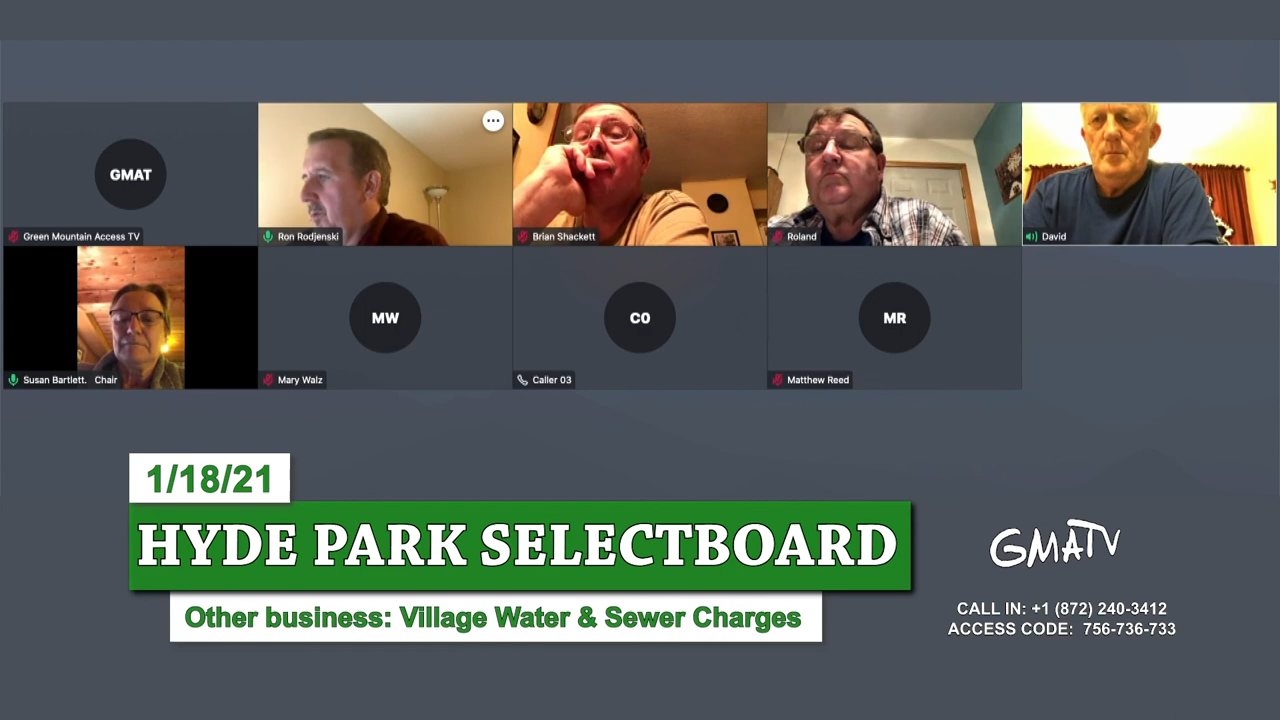 GMAT
Green Mountain Access TV
Ron Rodjenski
Brian Shackett
Roland
David
Susan Bartlett. Chair
MW
Mary Walz
C0
Caller 03
MR
Matthew Reed
1/18/21
HYDE PARK SELECTBOARD
Other business: Village Water & Sewer Charges
GMATV
CALL IN: +1 (872) 240-3412
ACCESS CODE: 756-736-733